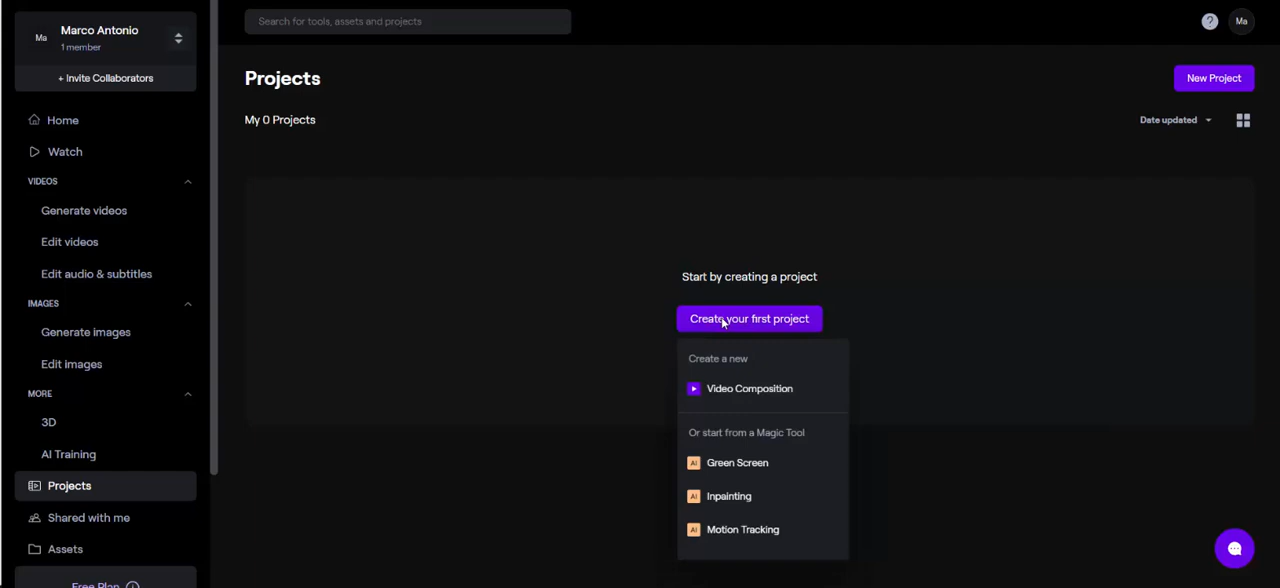 Ma
Marco Antonio
1 member
+ Invite Collaborators
Home
Watch
VIDEOS
Generate videos
Edit videos
Edit audio & subtitles
IMAGES
Generate images
Edit images
MORE
3D
AI Training
Projects
Shared with me
Assets
Free Plan
Search for tools, assets and projects
?
Ma
Projects
New Project
My 0 Projects
Date updated
Start by creating a project
Create your first project
Create a new
Video Composition
Or start from a Magic Tool
AI Green Screen
AI Inpainting
AI Motion Tracking